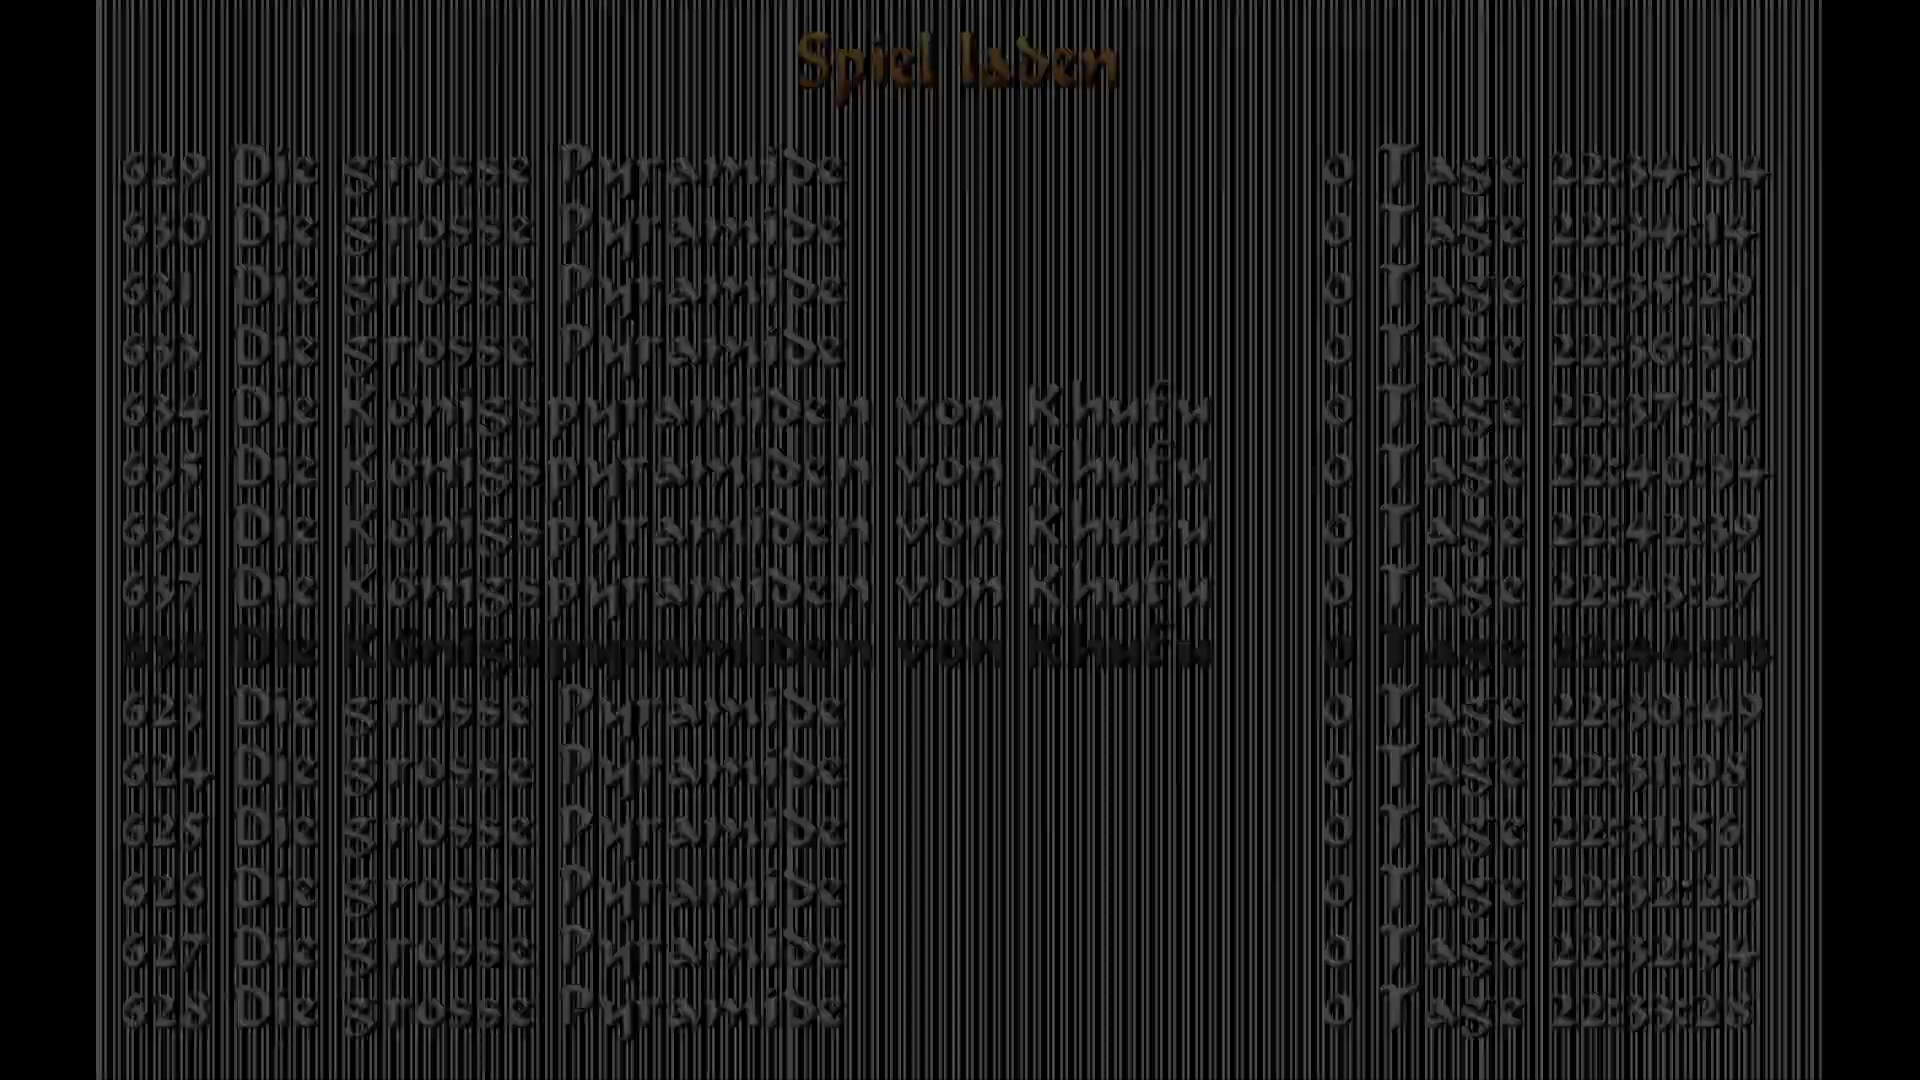 Spiel laden
629 Die grosse Pyramide 0 Tage 22:34:04
630 Die grosse Pyramide 0 Tage 22:34:14
631 Die grosse Pyramide 0 Tage 22:35:29
633 Die grosse Pyramide 0 Tage 22:36:30
634 Die Königspyramiden von Khufu 0 Tage 22:37:54
635 Die Königspyramiden von Khufu 0 Tage 22:40:34
636 Die Königspyramiden von Khufu 0 Tage 22:42:39
637 Die Königspyramiden von Khufu 0 Tage 22:43:27
638 Die Königspyramiden von Khufu 0 Tage 22:44:05
623 Die grosse Pyramide 0 Tage 22:30:49
624 Die grosse Pyramide 0 Tage 22:31:08
625 Die grosse Pyramide 0 Tage 22:31:56
626 Die grosse Pyramide 0 Tage 22:32:20
627 Die grosse Pyramide 0 Tage 22:32:54
628 Die grosse Pyramide 0 Tage 22:33:28